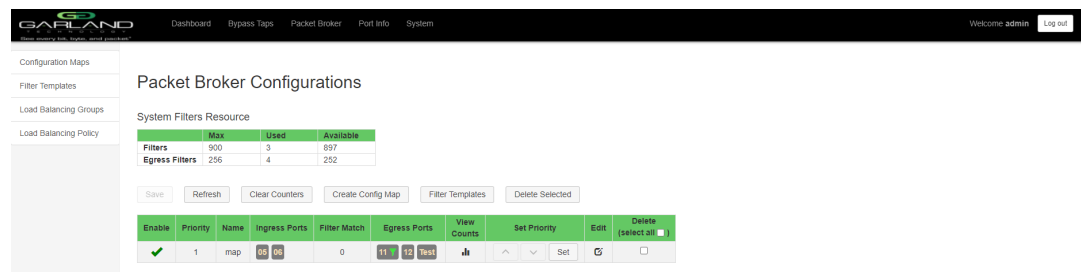 GARLAND
TECHNOLOGY
See every bit, byte, and packet®
Dashboard Bypass Taps Packet Broker Port Info System
Welcome admin Log out
Configuration Maps
Filter Templates
Load Balancing Groups
Load Balancing Policy
Packet Broker Configurations
System Filters Resource
Max Used Available
Filters 900 3 897
Egress Filters 256 4 252
Save Refresh Clear Counters Create Config Map Filter Templates Delete Selected
Enable Priority Name Ingress Ports Filter Match Egress Ports View Counts Set Priority Edit Delete (select all )
1 map 05 06 0 11 12 Test Set